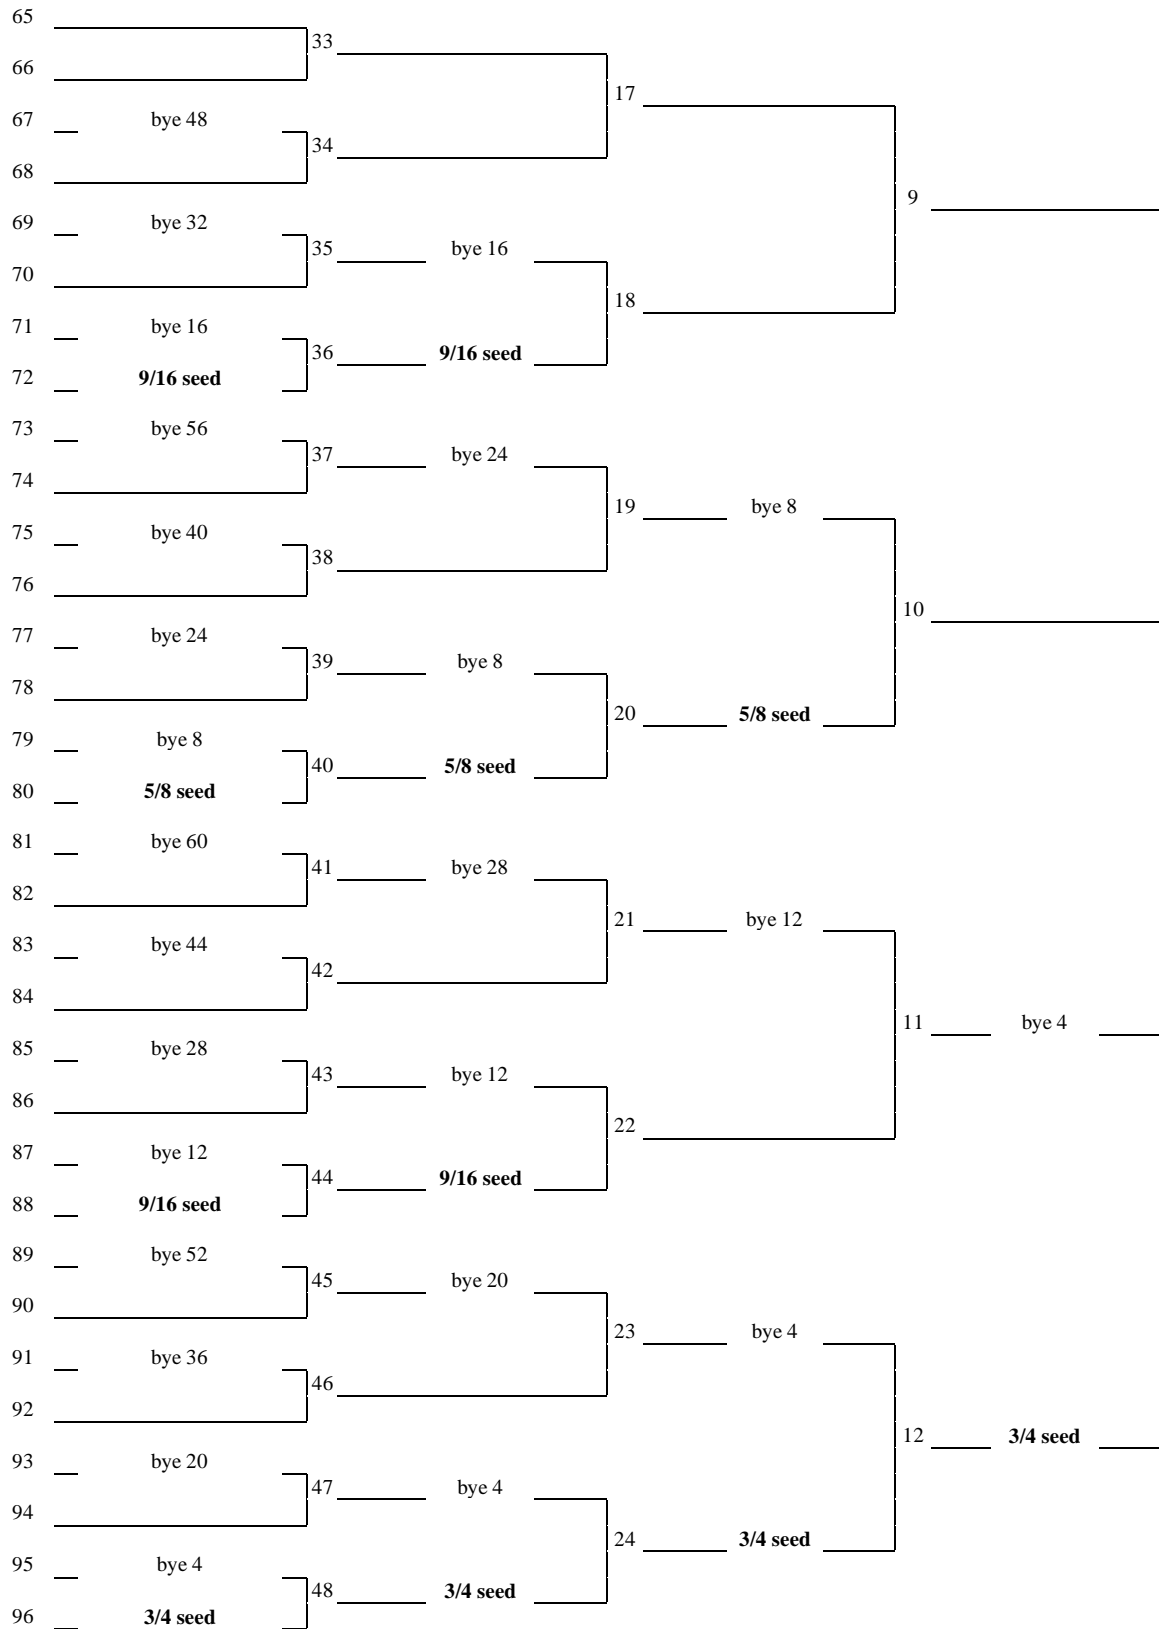 65
33
66
17
67 bye 48
34
68
9
69 bye 32
35 bye 16
70
18
71 bye 16
36 9/16 seed
72 9/16 seed
73 bye 56
37 bye 24
74
19 bye 8
75 bye 40
38
76
10
77 bye 24
39 bye 8
78
20 5/8 seed
79 bye 8
40 5/8 seed
80 5/8 seed
81 bye 60
41 bye 28
82
21 bye 12
83 bye 44
42
84
11 bye 4
85 bye 28
43 bye 12
86
22
87 bye 12
44 9/16 seed
88 9/16 seed
89 bye 52
45 bye 20
90
23 bye 4
91 bye 36
46
92
12 3/4 seed
93 bye 20
47 bye 4
94
24 3/4 seed
95 bye 4
48 3/4 seed
96 3/4 seed